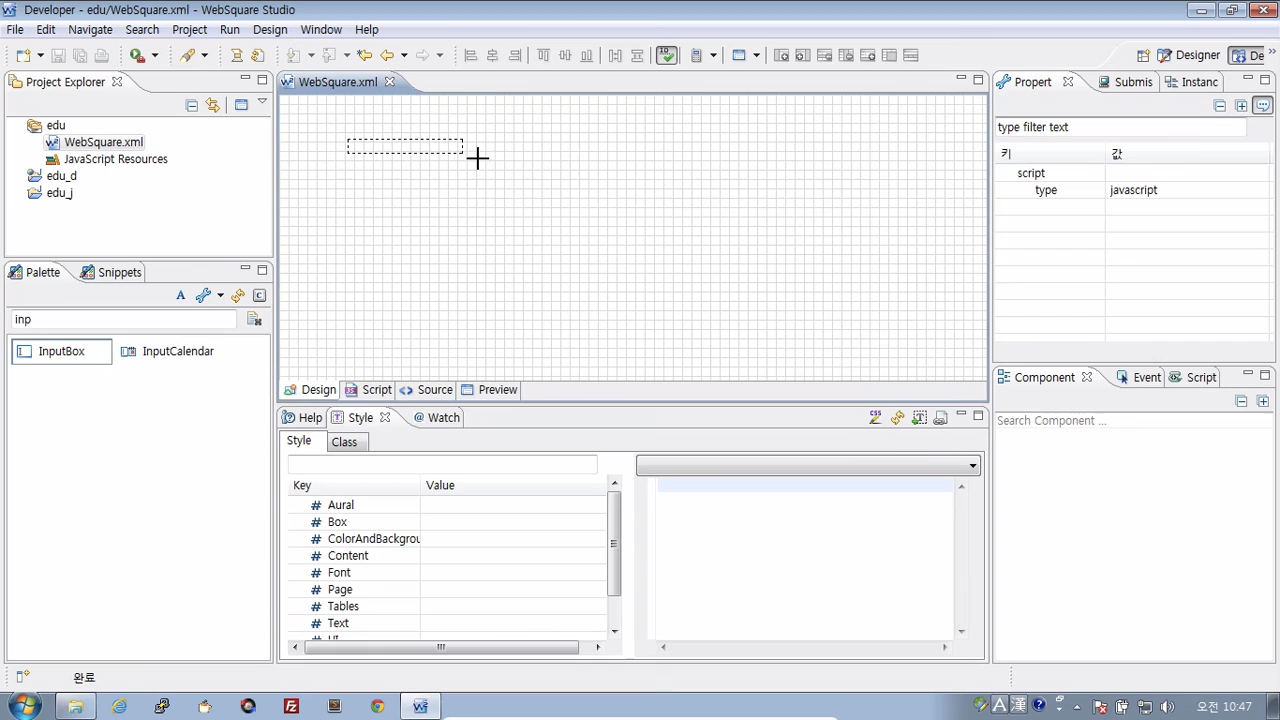 Developer - edu/WebSquare.xml - WebSquare Studio
File Edit Navigate Search Project Run Design Window Help
Designer De
Project Explorer
edu
WebSquare.xml
JavaScript Resources
edu_d
edu_j
Palette Snippets
inp
InputBox InputCalendar
WebSquare.xml
Design Script Source Preview
Help Style Watch
Style Class
Key Value
Aural
Box
ColorAndBackgrou
Content
Font
Page
Tables
Text
Propert Submis Instanc
type filter text
키 값
script
type javascript
Component Event Script
Search Component ...
완료
A 漢
오전 10:47